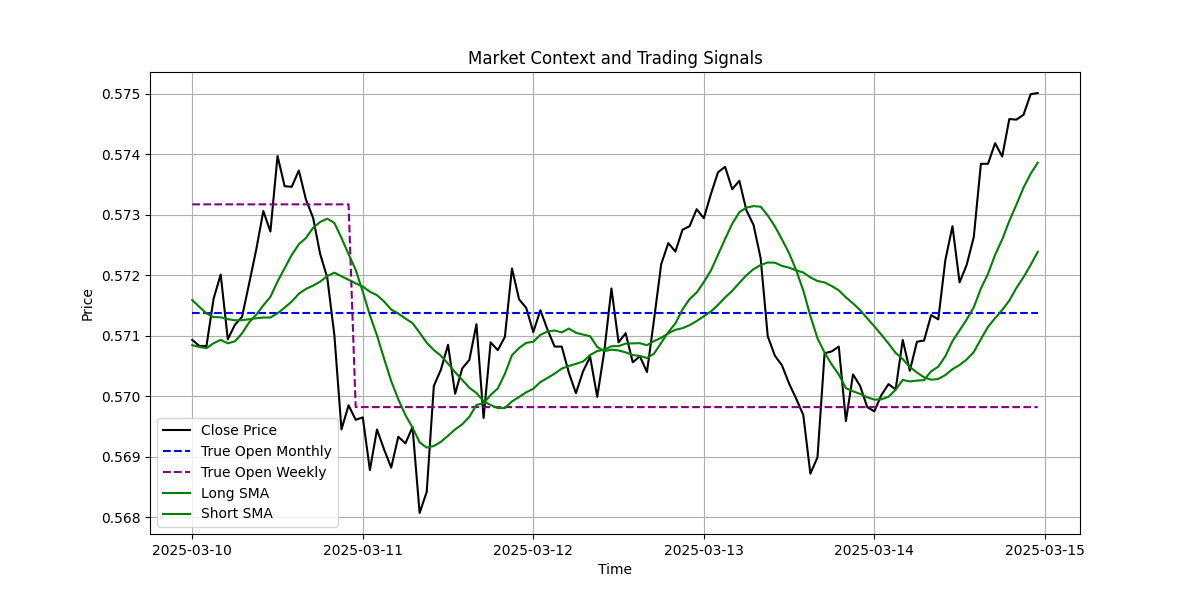 Market Context and Trading Signals
Price
0.575
0.574
0.573
0.572
0.571
0.570
0.569
0.568
Close Price
True Open Monthly
True Open Weekly
Long SMA
Short SMA
2025-03-10
2025-03-11
2025-03-12
2025-03-13
2025-03-14
2025-03-15
Time